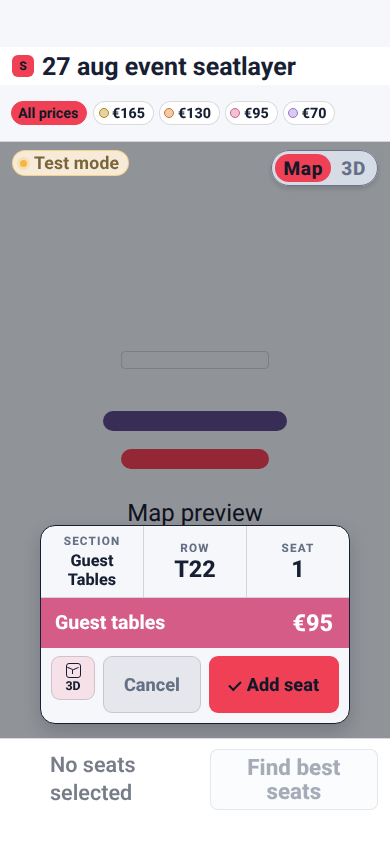 S 27 aug event seatlayer
All prices €165 €130 €95 €70
Test mode
Map 3D
Map preview
SECTION ROW SEAT
Guest
Tables
T22 1
Guest tables €95
3D Cancel Add seat
No seats
selected
Find best
seats